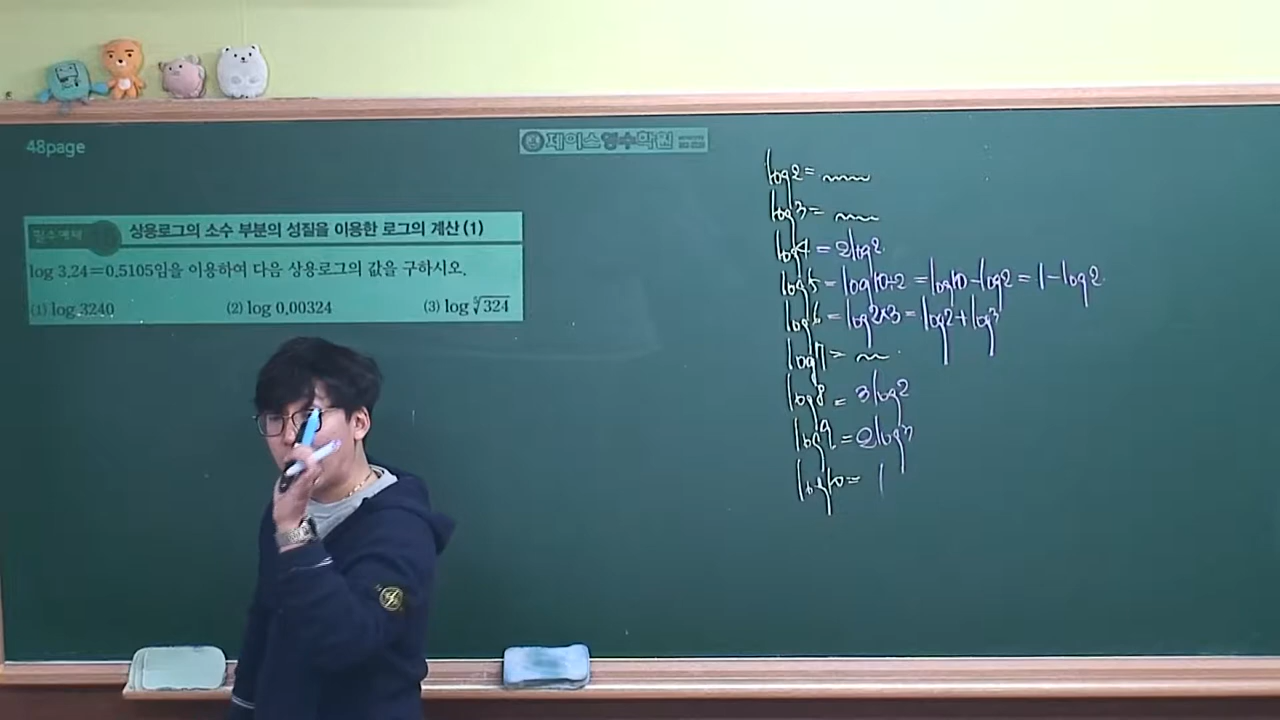 48page
제이스영수학원
필수예제 상용로그의 소수 부분의 성질을 이용한 로그의 계산 (1)
log 3.24=0.5105임을 이용하여 다음 상용로그의 값을 구하시오.
(1) log 3240 (2) log 0.00324 (3) log ⁵√324
log2=
log3=
log4=2log2.
log5=log10÷2=log10-log2=1-log2.
log6=log2×3=log2+log3
log7=
log8=3log2
log9=2log3
log10=1